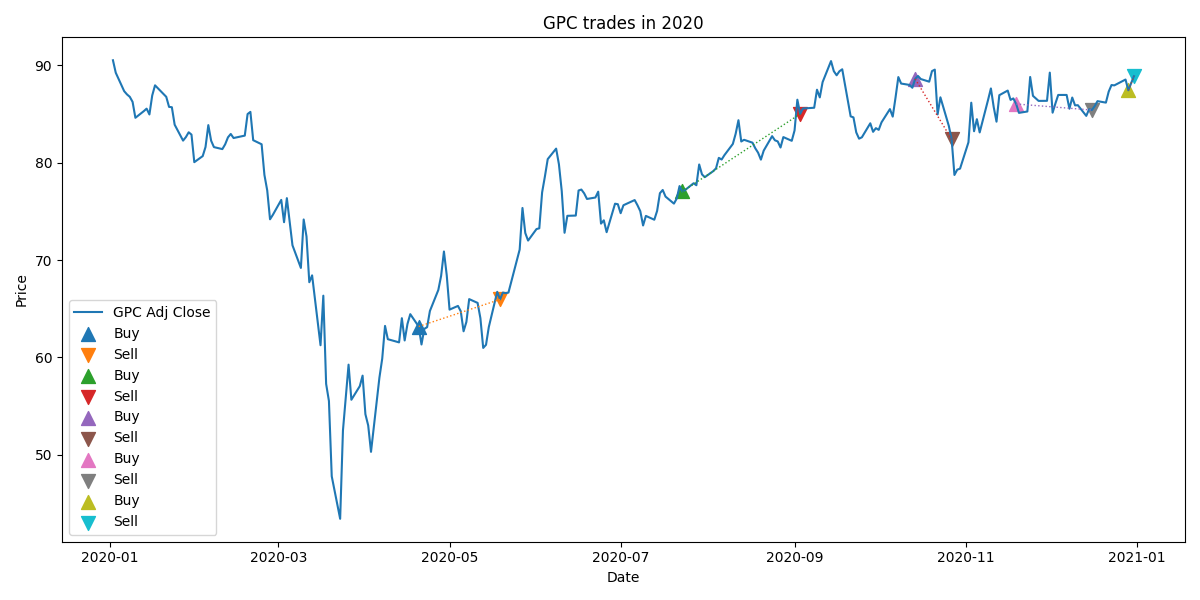 GPC trades in 2020
90
80
70
60
50
Price
GPC Adj Close
Buy
Sell
Buy
Sell
Buy
Sell
Buy
Sell
Buy
Sell
2020-01 2020-03 2020-05 2020-07 2020-09 2020-11 2021-01
Date